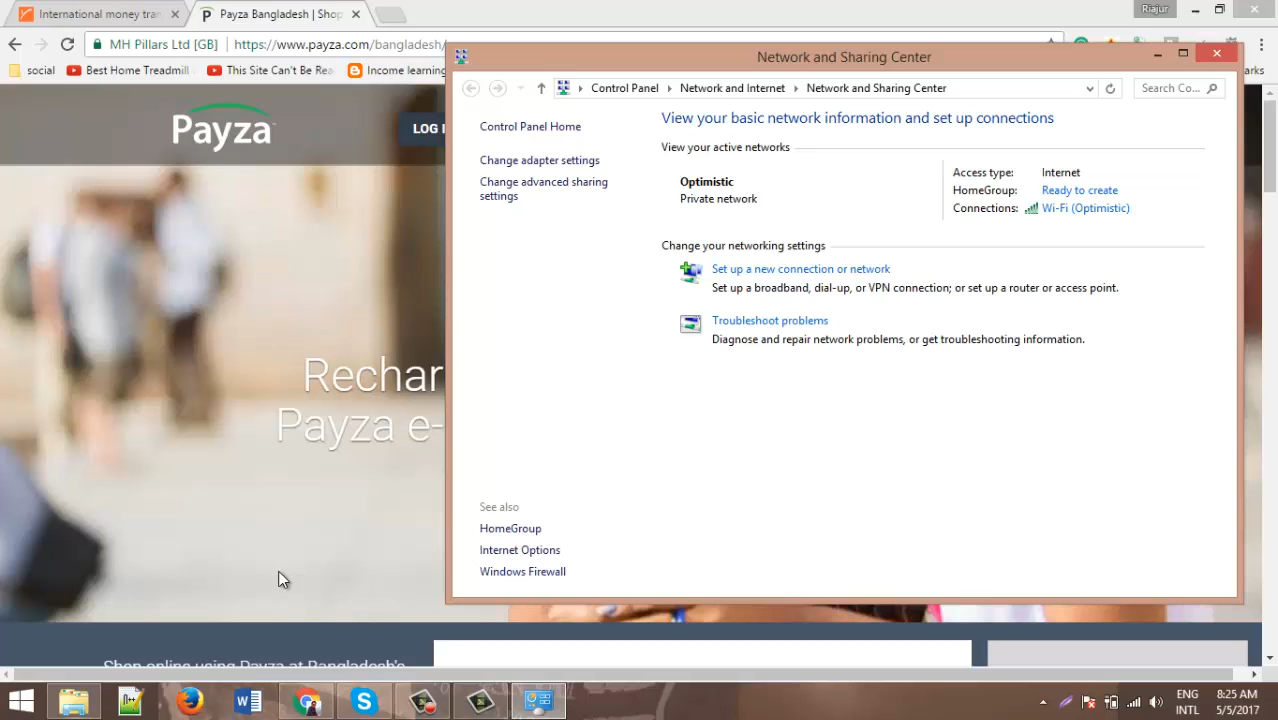 International money tran
Payza Bangladesh | Shop
Riajur
MH Pillars Ltd [GB]
https://www.payza.com/bangladesh/
social
Best Home Treadmill
This Site Can't Be Rea
Income learning
arks
Payza
LOG I
Rechar
Payza e-
Shop online using Payza at Bangladesh's
Network and Sharing Center
Control Panel
Network and Internet
Network and Sharing Center
Search Co...
Control Panel Home
Change adapter settings
Change advanced sharing
settings
View your basic network information and set up connections
View your active networks
Optimistic
Private network
Access type: Internet
HomeGroup: Ready to create
Connections: Wi-Fi (Optimistic)
Change your networking settings
Set up a new connection or network
Set up a broadband, dial-up, or VPN connection; or set up a router or access point.
Troubleshoot problems
Diagnose and repair network problems, or get troubleshooting information.
See also
HomeGroup
Internet Options
Windows Firewall
ENG
INTL
8:25 AM
5/5/2017